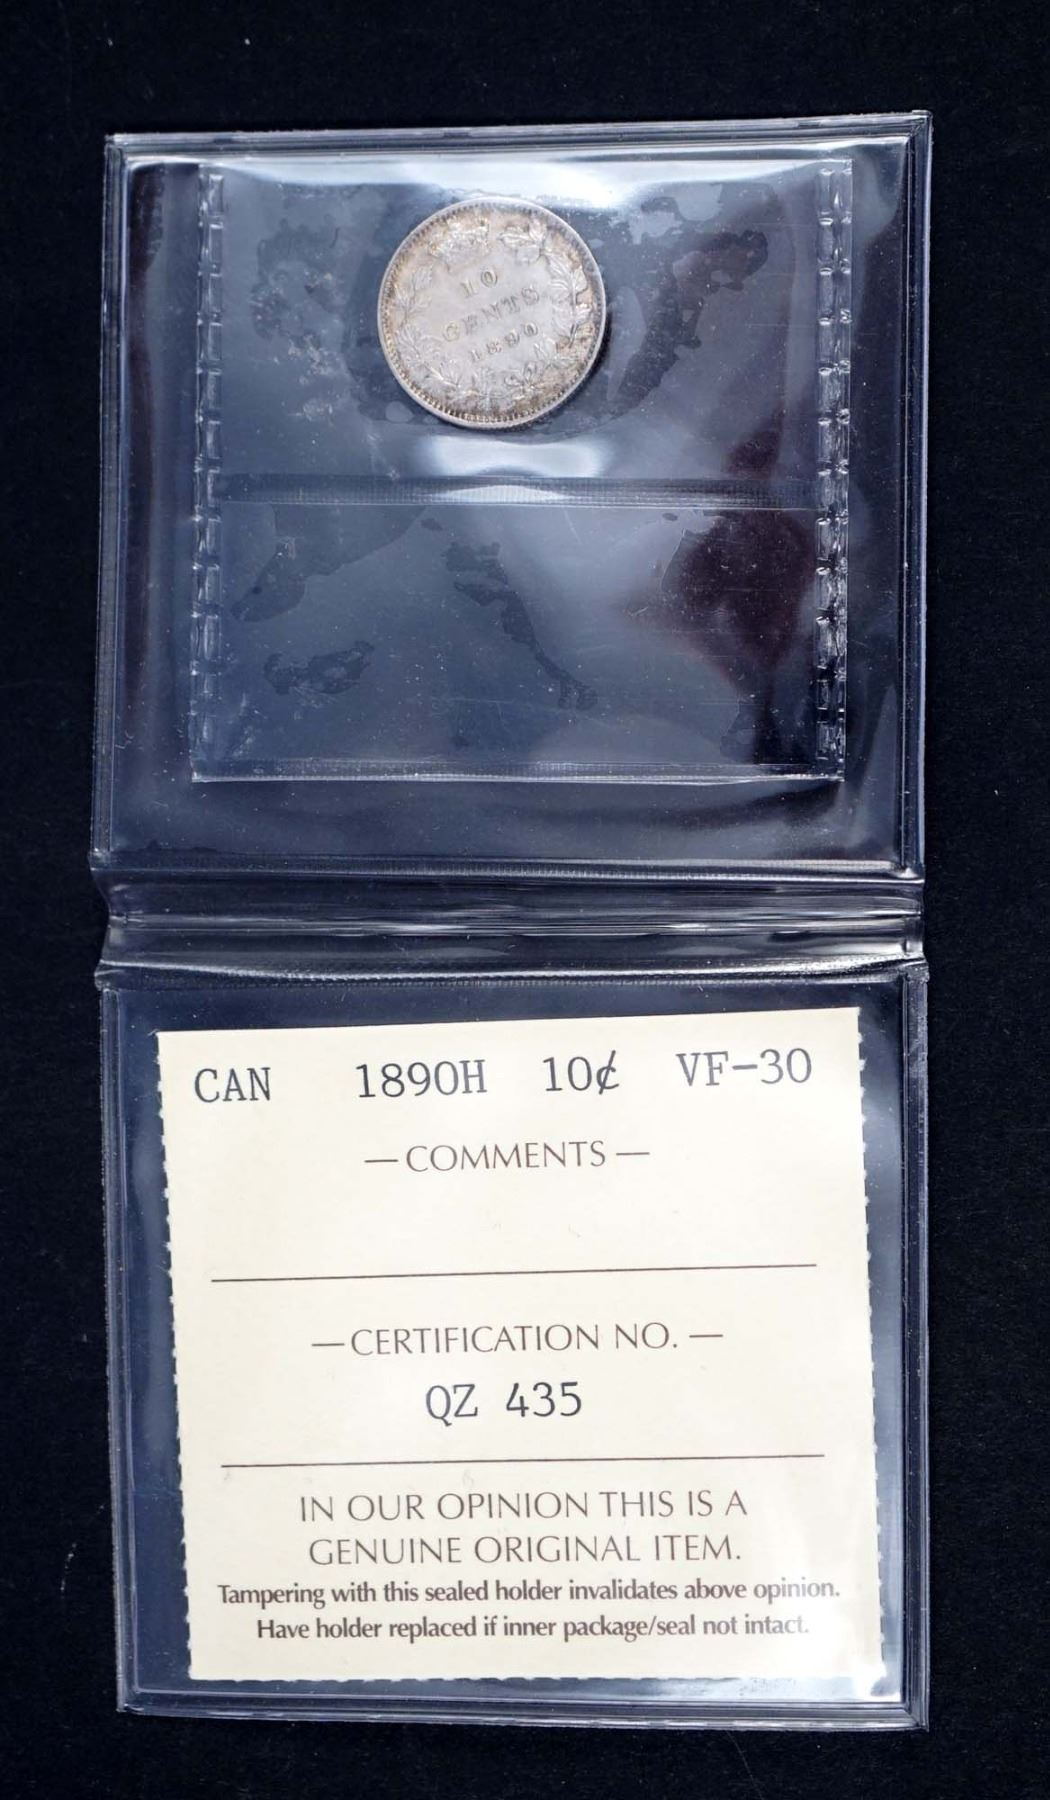 10
CENTS
1890
CAN 1890H 10¢ VF-30
—COMMENTS—
—CERTIFICATION NO.—
QZ 435
IN OUR OPINION THIS IS A
GENUINE ORIGINAL ITEM.
Tampering with this sealed holder invalidates above opinion.
Have holder replaced if inner package/seal not intact.